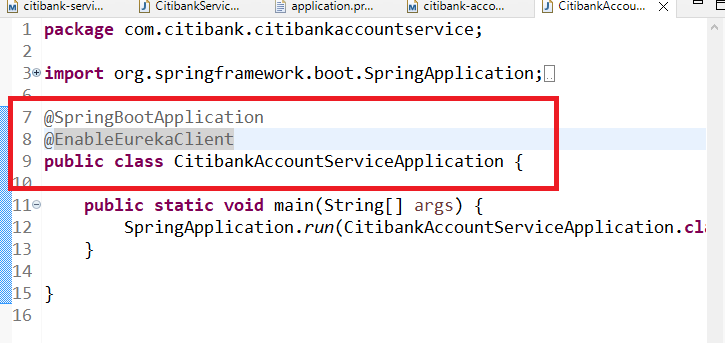 citibank-servi...
CitibankServic...
application.pr...
citibank-acco...
CitibankAccou...
1 package com.citibank.citibankaccountservice;
2
3 import org.springframework.boot.SpringApplication;
7 @SpringBootApplication
8 @EnableEurekaClient
9 public class CitibankAccountServiceApplication {
10
11 public static void main(String[] args) {
12 SpringApplication.run(CitibankAccountServiceApplication.cla
13 }
14
15 }
16